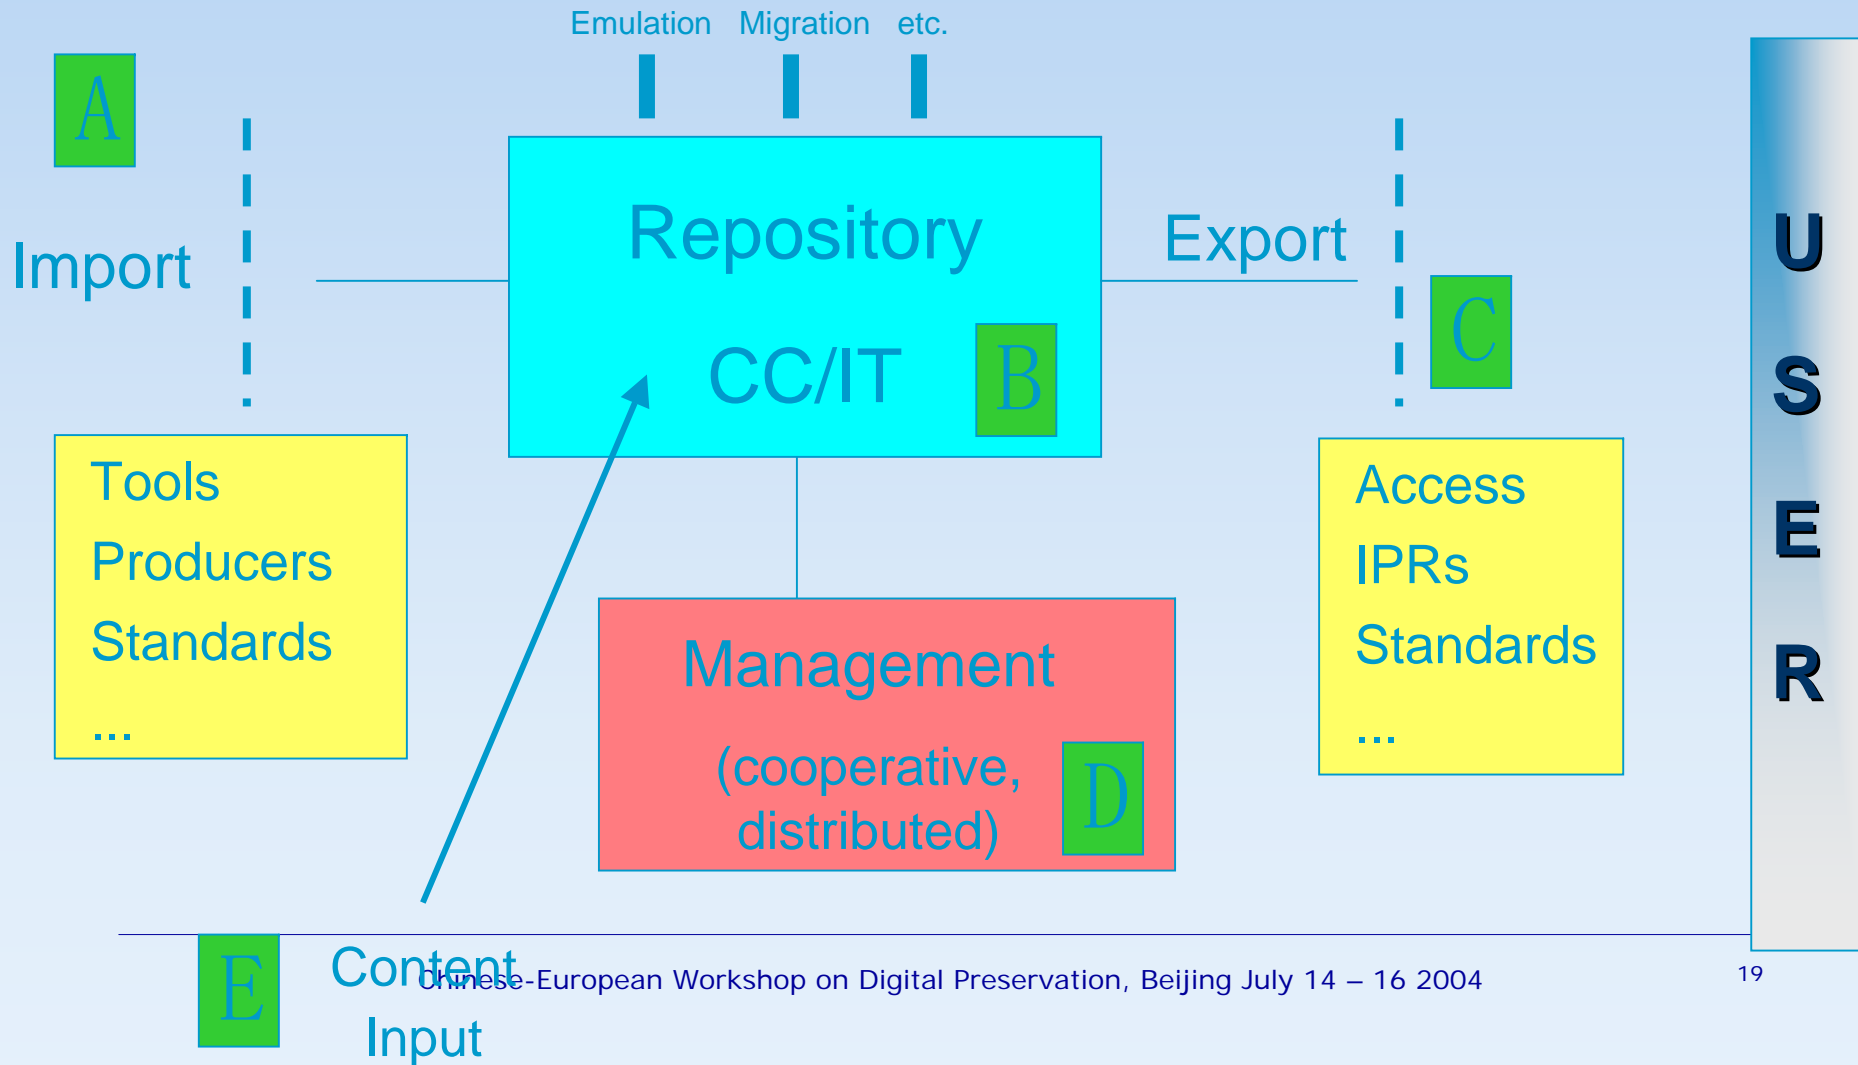 Emulation Migration etc.
A
Import
Repository
CC/IT
B
Export
C
Tools
Producers
Standards
...
Management
(cooperative,
distributed)
D
Access
IPRs
Standards
...
U
S
E
R
E
Content
Input
Chinese-European Workshop on Digital Preservation, Beijing July 14 – 16 2004
19